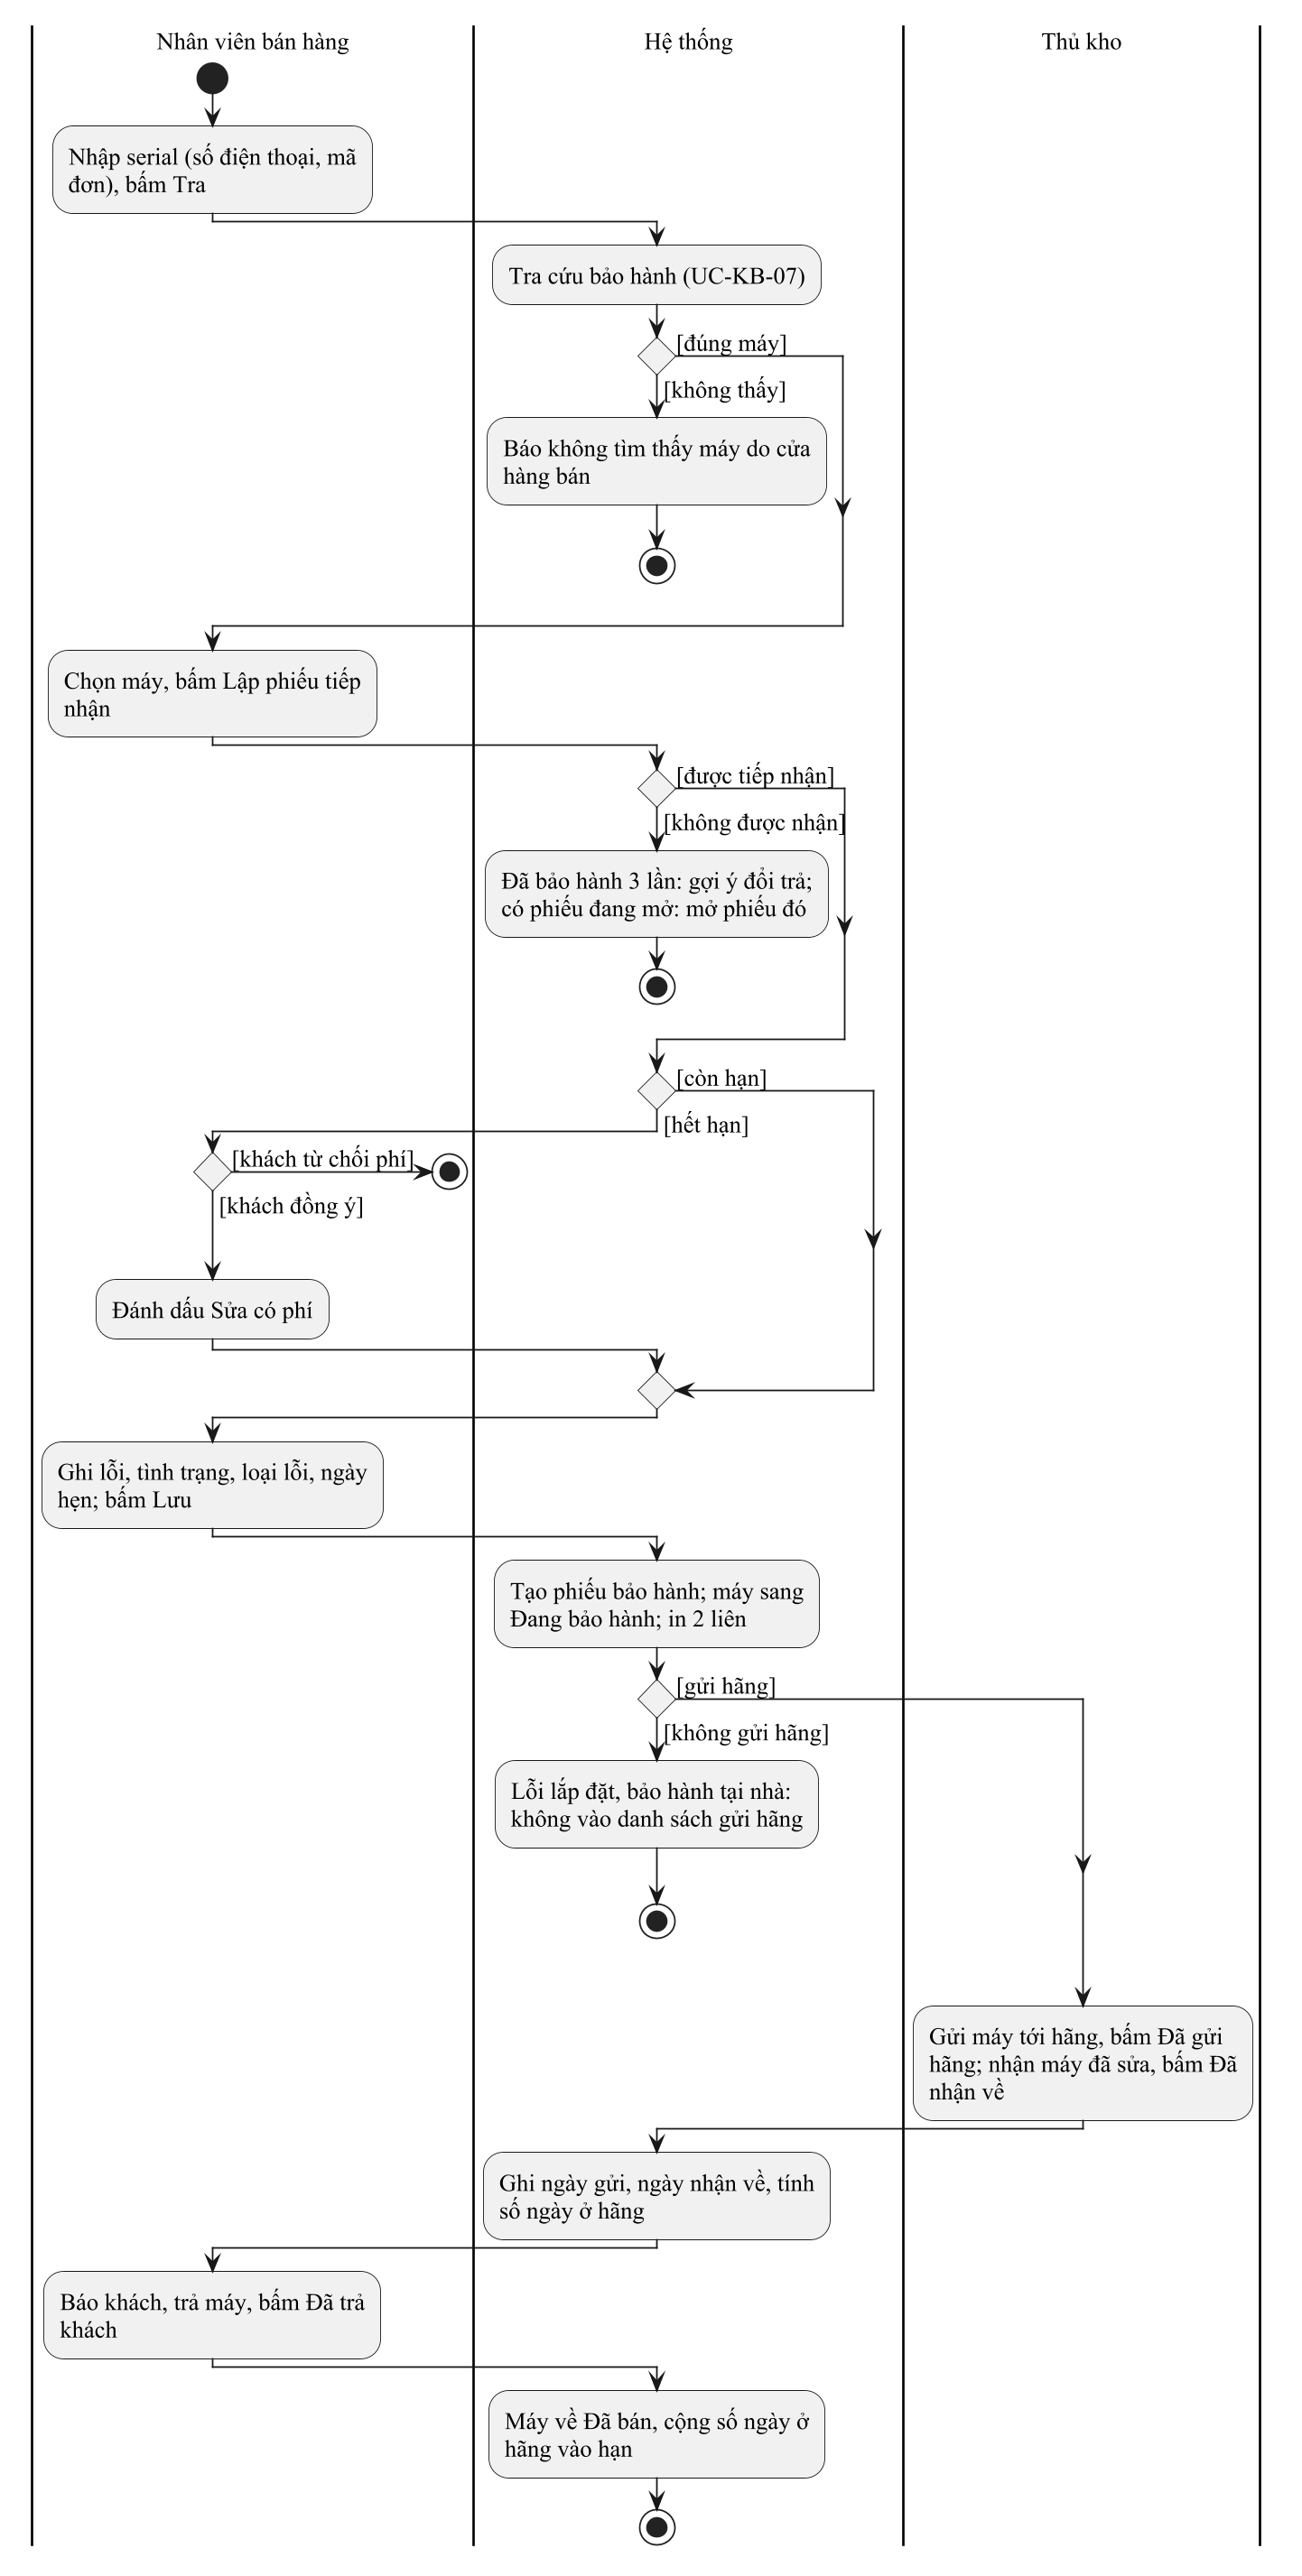 Nhân viên bán hàng
Hệ thống
Thủ kho
Nhập serial (số điện thoại, mã
đơn), bấm Tra
Tra cứu bảo hành (UC-KB-07)
[đúng máy]
[không thấy]
Báo không tìm thấy máy do cửa
hàng bán
Chọn máy, bấm Lập phiếu tiếp
nhận
[được tiếp nhận]
[không được nhận]
Đã bảo hành 3 lần: gợi ý đổi trả;
có phiếu đang mở: mở phiếu đó
[còn hạn]
[hết hạn]
[khách từ chối phí]
[khách đồng ý]
Đánh dấu Sửa có phí
Ghi lỗi, tình trạng, loại lỗi, ngày
hẹn; bấm Lưu
Tạo phiếu bảo hành; máy sang
Đang bảo hành; in 2 liên
[gửi hãng]
[không gửi hãng]
Lỗi lắp đặt, bảo hành tại nhà:
không vào danh sách gửi hãng
Gửi máy tới hãng, bấm Đã gửi
hãng; nhận máy đã sửa, bấm Đã
nhận về
Ghi ngày gửi, ngày nhận về, tính
số ngày ở hãng
Báo khách, trả máy, bấm Đã trả
khách
Máy về Đã bán, cộng số ngày ở
hãng vào hạn